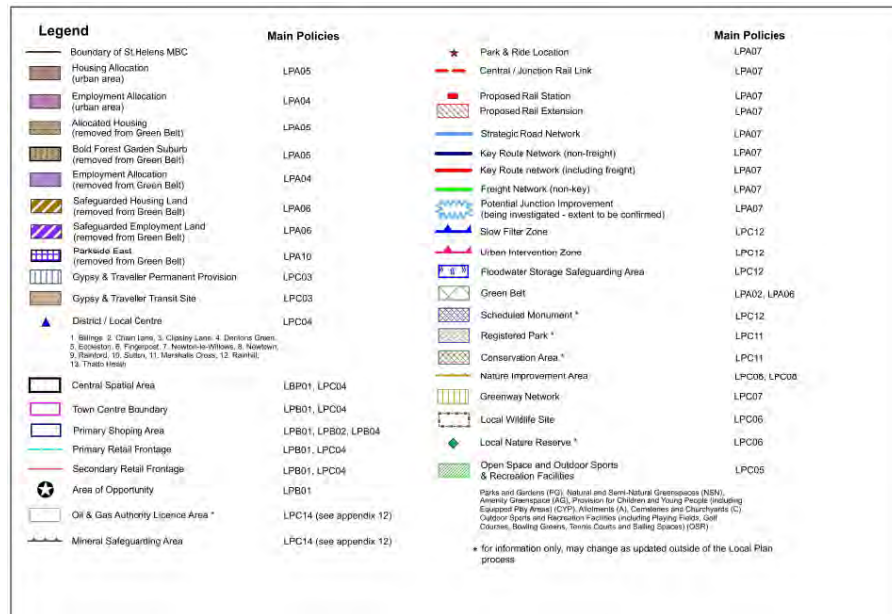 Legend
Main Policies
Boundary of St.Helens MBC
Housing Allocation LPA05
(urban area)
Employment Allocation LPA04
(urban area)
Allocated Housing LPA05
(removed from Green Belt)
Bold Forest Garden Suburb LPA05
(removed from Green Belt)
Employment Allocation LPA04
(removed from Green Belt)
Safeguarded Housing Land LPA06
(removed from Green Belt)
Safeguarded Employment Land LPA06
(removed from Green Belt)
Parkside East LPA10
(removed from Green Belt)
Gypsy & Traveller Permanent Provision LPC03
Gypsy & Traveller Transit Site LPC03
District / Local Centre LPC04
1. Billinge, 2. Chain Lane, 3. Clipsley Lane, 4. Dentons Green,
5. Eccleston, 6. Fingerpost, 7. Newton-le-Willows, 8. Newtown,
9. Rainford, 10. Sutton, 11. Marshalls Cross, 12. Rainhill,
13. Thatto Heath
Central Spatial Area LBP01, LPC04
Town Centre Boundary LPB01, LPC04
Primary Shoping Area LPB01, LPB02, LPB04
Primary Retail Frontage LPB01, LPC04
Secondary Retail Frontage LPB01, LPC04
Area of Opportunity LPB01
Oil & Gas Authority Licence Area * LPC14 (see appendix 12)
Mineral Safeguarding Area LPC14 (see appendix 12)
Main Policies
Park & Ride Location LPA07
Central / Junction Rail Link LPA07
Proposed Rail Station LPA07
Proposed Rail Extension LPA07
Strategic Road Network LPA07
Key Route Network (non-freight) LPA07
Key Route network (including freight) LPA07
Freight Network (non-key) LPA07
Potential Junction Improvement LPA07
(being investigated - extent to be confirmed)
Slow Filter Zone LPC12
Urban Intervention Zone LPC12
Floodwater Storage Safeguarding Area LPC12
Green Belt LPA02, LPA06
Scheduled Monument * LPC12
Registered Park * LPC11
Conservation Area * LPC11
Nature Improvement Area LPC06, LPC08
Greenway Network LPC07
Local Wildlife Site LPC06
Local Nature Reserve * LPC06
Open Space and Outdoor Sports
& Recreation Facilities LPC05
Parks and Gardens (PG), Natural and Semi-Natural Greenspaces (NSN),
Amenity Greenspace (AG), Provision for Children and Young People (including
Equipped Play Areas) (CYP), Allotments (A), Cemeteries and Churchyards (C)
Outdoor Sports and Recreation Facilities (including Playing Fields, Golf
Courses, Bowling Greens, Tennis Courts and Sailing Spaces) (OSR)
* for information only, may change as updated outside of the Local Plan
process